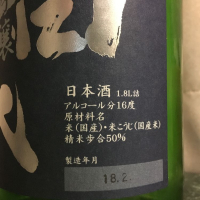 日本酒 1.8L詰
アルコール分16度
原材料名
米(国産)・米こうじ(国産米)
精米歩合50%
製造年月
18.2.